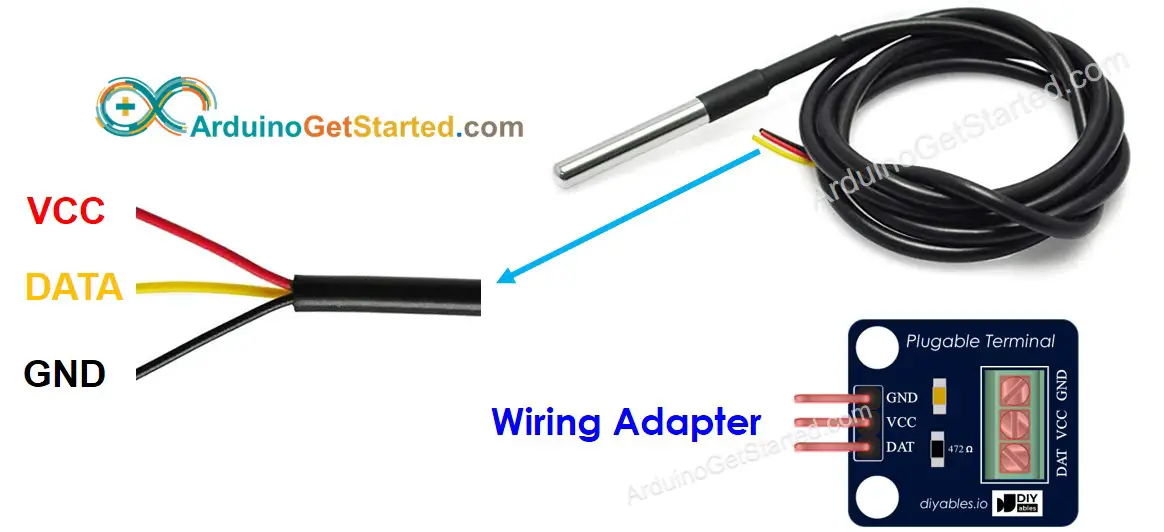 ArduinoGetStarted.com
VCC
DATA
GND
ArduinoGetStarted.com
Wiring Adapter
Plugable Terminal
GND
VCC
DAT
472 Ω
DAT VCC GND
diyables.io
DIY
ables
ArduinoGetStarted.com